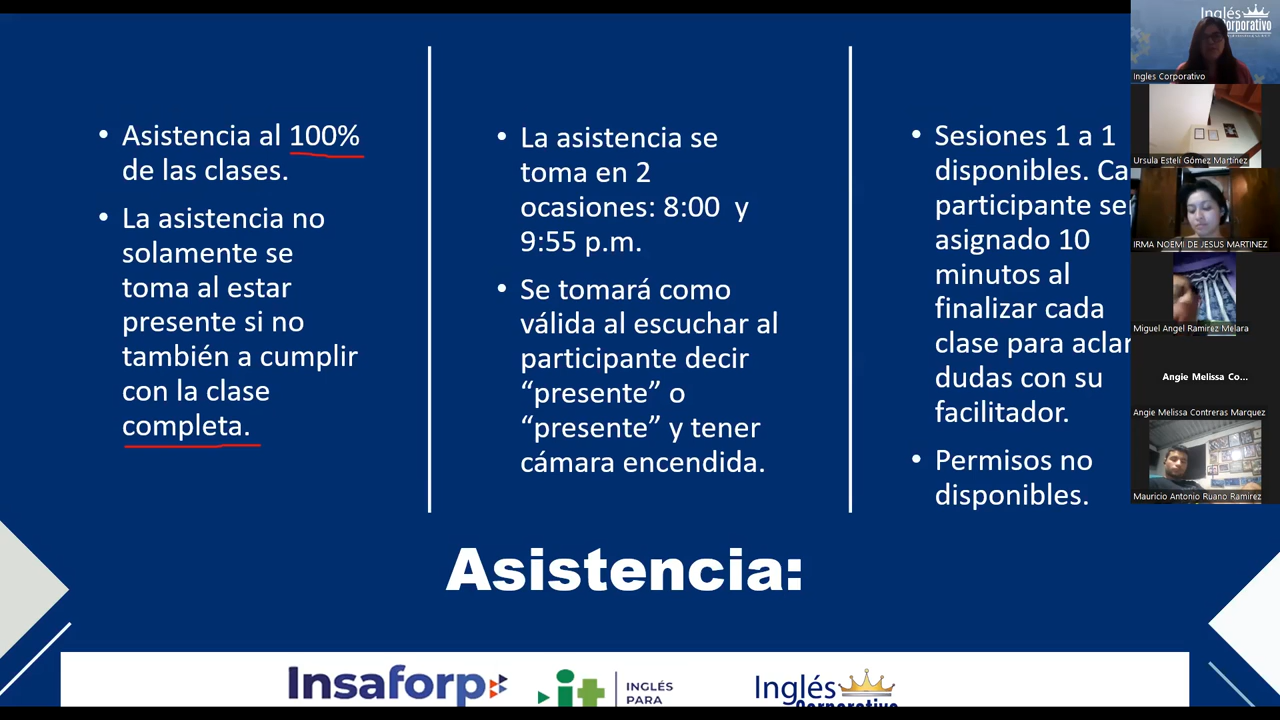 • Asistencia al 100%
de las clases.
• La asistencia no
solamente se
toma al estar
presente si no
también a cumplir
con la clase
completa.
• La asistencia se
toma en 2
ocasiones: 8:00 y
9:55 p.m.
• Se tomará como
válida al escuchar al
participante decir
“presente” o
“presente” y tener
cámara encendida.
• Sesiones 1 a 1
disponibles. Ca
participante se
asignado 10
minutos al
finalizar cada
clase para aclar
dudas con su
facilitador.
• Permisos no
disponibles.
Asistencia:
Insaforp
it
INGLÉS
PARA
Inglés
Corporativo
Inglés
Corporativo
Ingles Corporativo
Ursula Estelí Gómez Martínez
IRMA NOEMI DE JESUS MARTINEZ
Miguel Angel Ramirez Melara
Angie Melissa Co...
Angie Melissa Contreras Marquez
Mauricio Antonio Ruano Ramirez